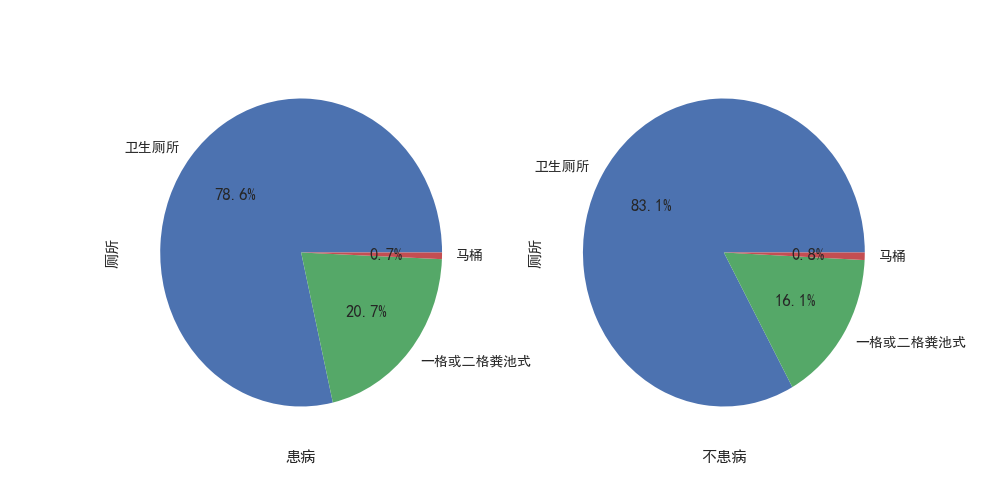 卫生厕所
78.6%
厕所
0.7%
马桶
20.7%
一格或二格粪池式
患病
卫生厕所
83.1%
厕所
0.8%
马桶
16.1%
一格或二格粪池式
不患病